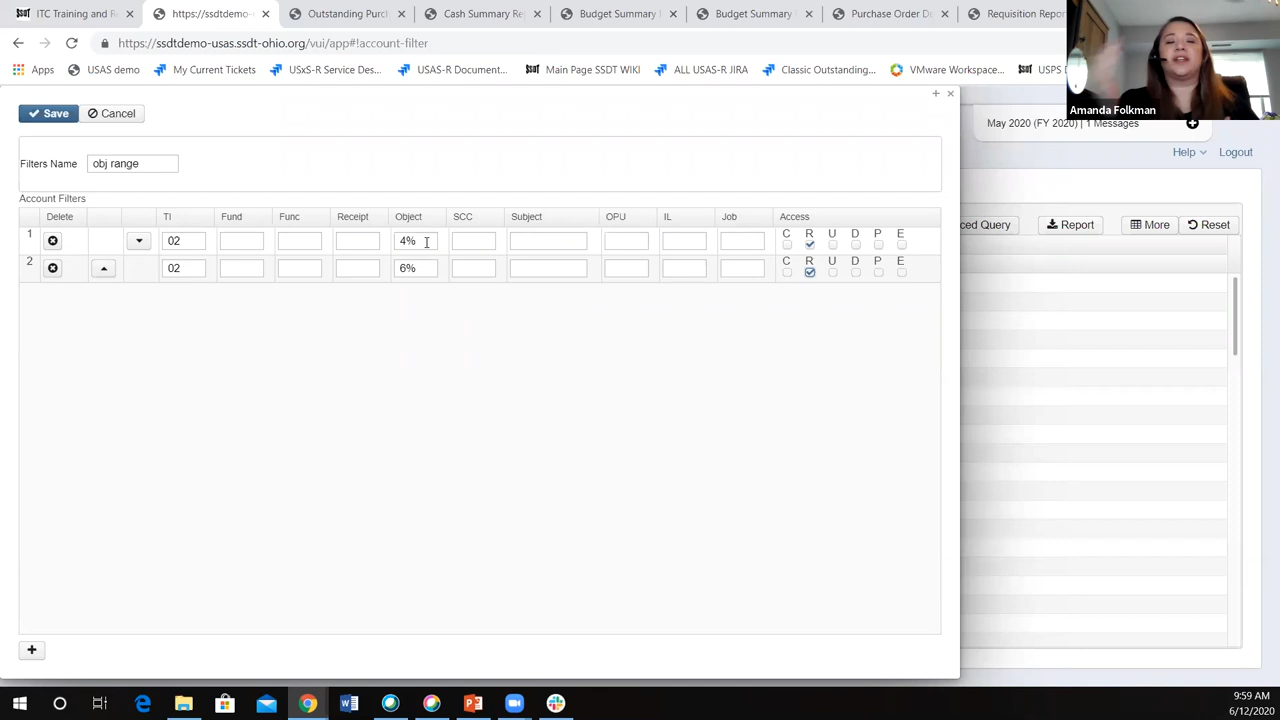 ITC Training and Re
https://ssdtdemo-
Outstanding Purc
Cash Summary Re
Budget Summary
Budget Summary
Purchase Order D
Requisition Repor
https://ssdtdemo-usas.ssdt-ohio.org/vui/app#!account-filter
Apps
USAS demo
My Current Tickets
USxS-R Service Des...
USAS-R Document...
Main Page SSDT WIKI
ALL USAS-R JIRA
Classic Outstanding...
VMware Workspace...
USPS D
Amanda Folkman
Save Cancel
May 2020 (FY 2020) | 1 Messages
Help Logout
Filters Name obj range
Account Filters
Delete TI Fund Func Receipt Object SCC Subject OPU IL Job Access
1 02 4% C R U D P E
2 02 6% C R U D P E
ced Query Report More Reset
9:59 AM
6/12/2020